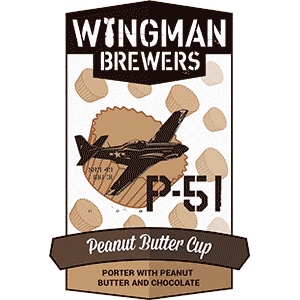 WINGMAN
BREWERS
P-51
Peanut Butter Cup
PORTER WITH PEANUT
BUTTER AND CHOCOLATE